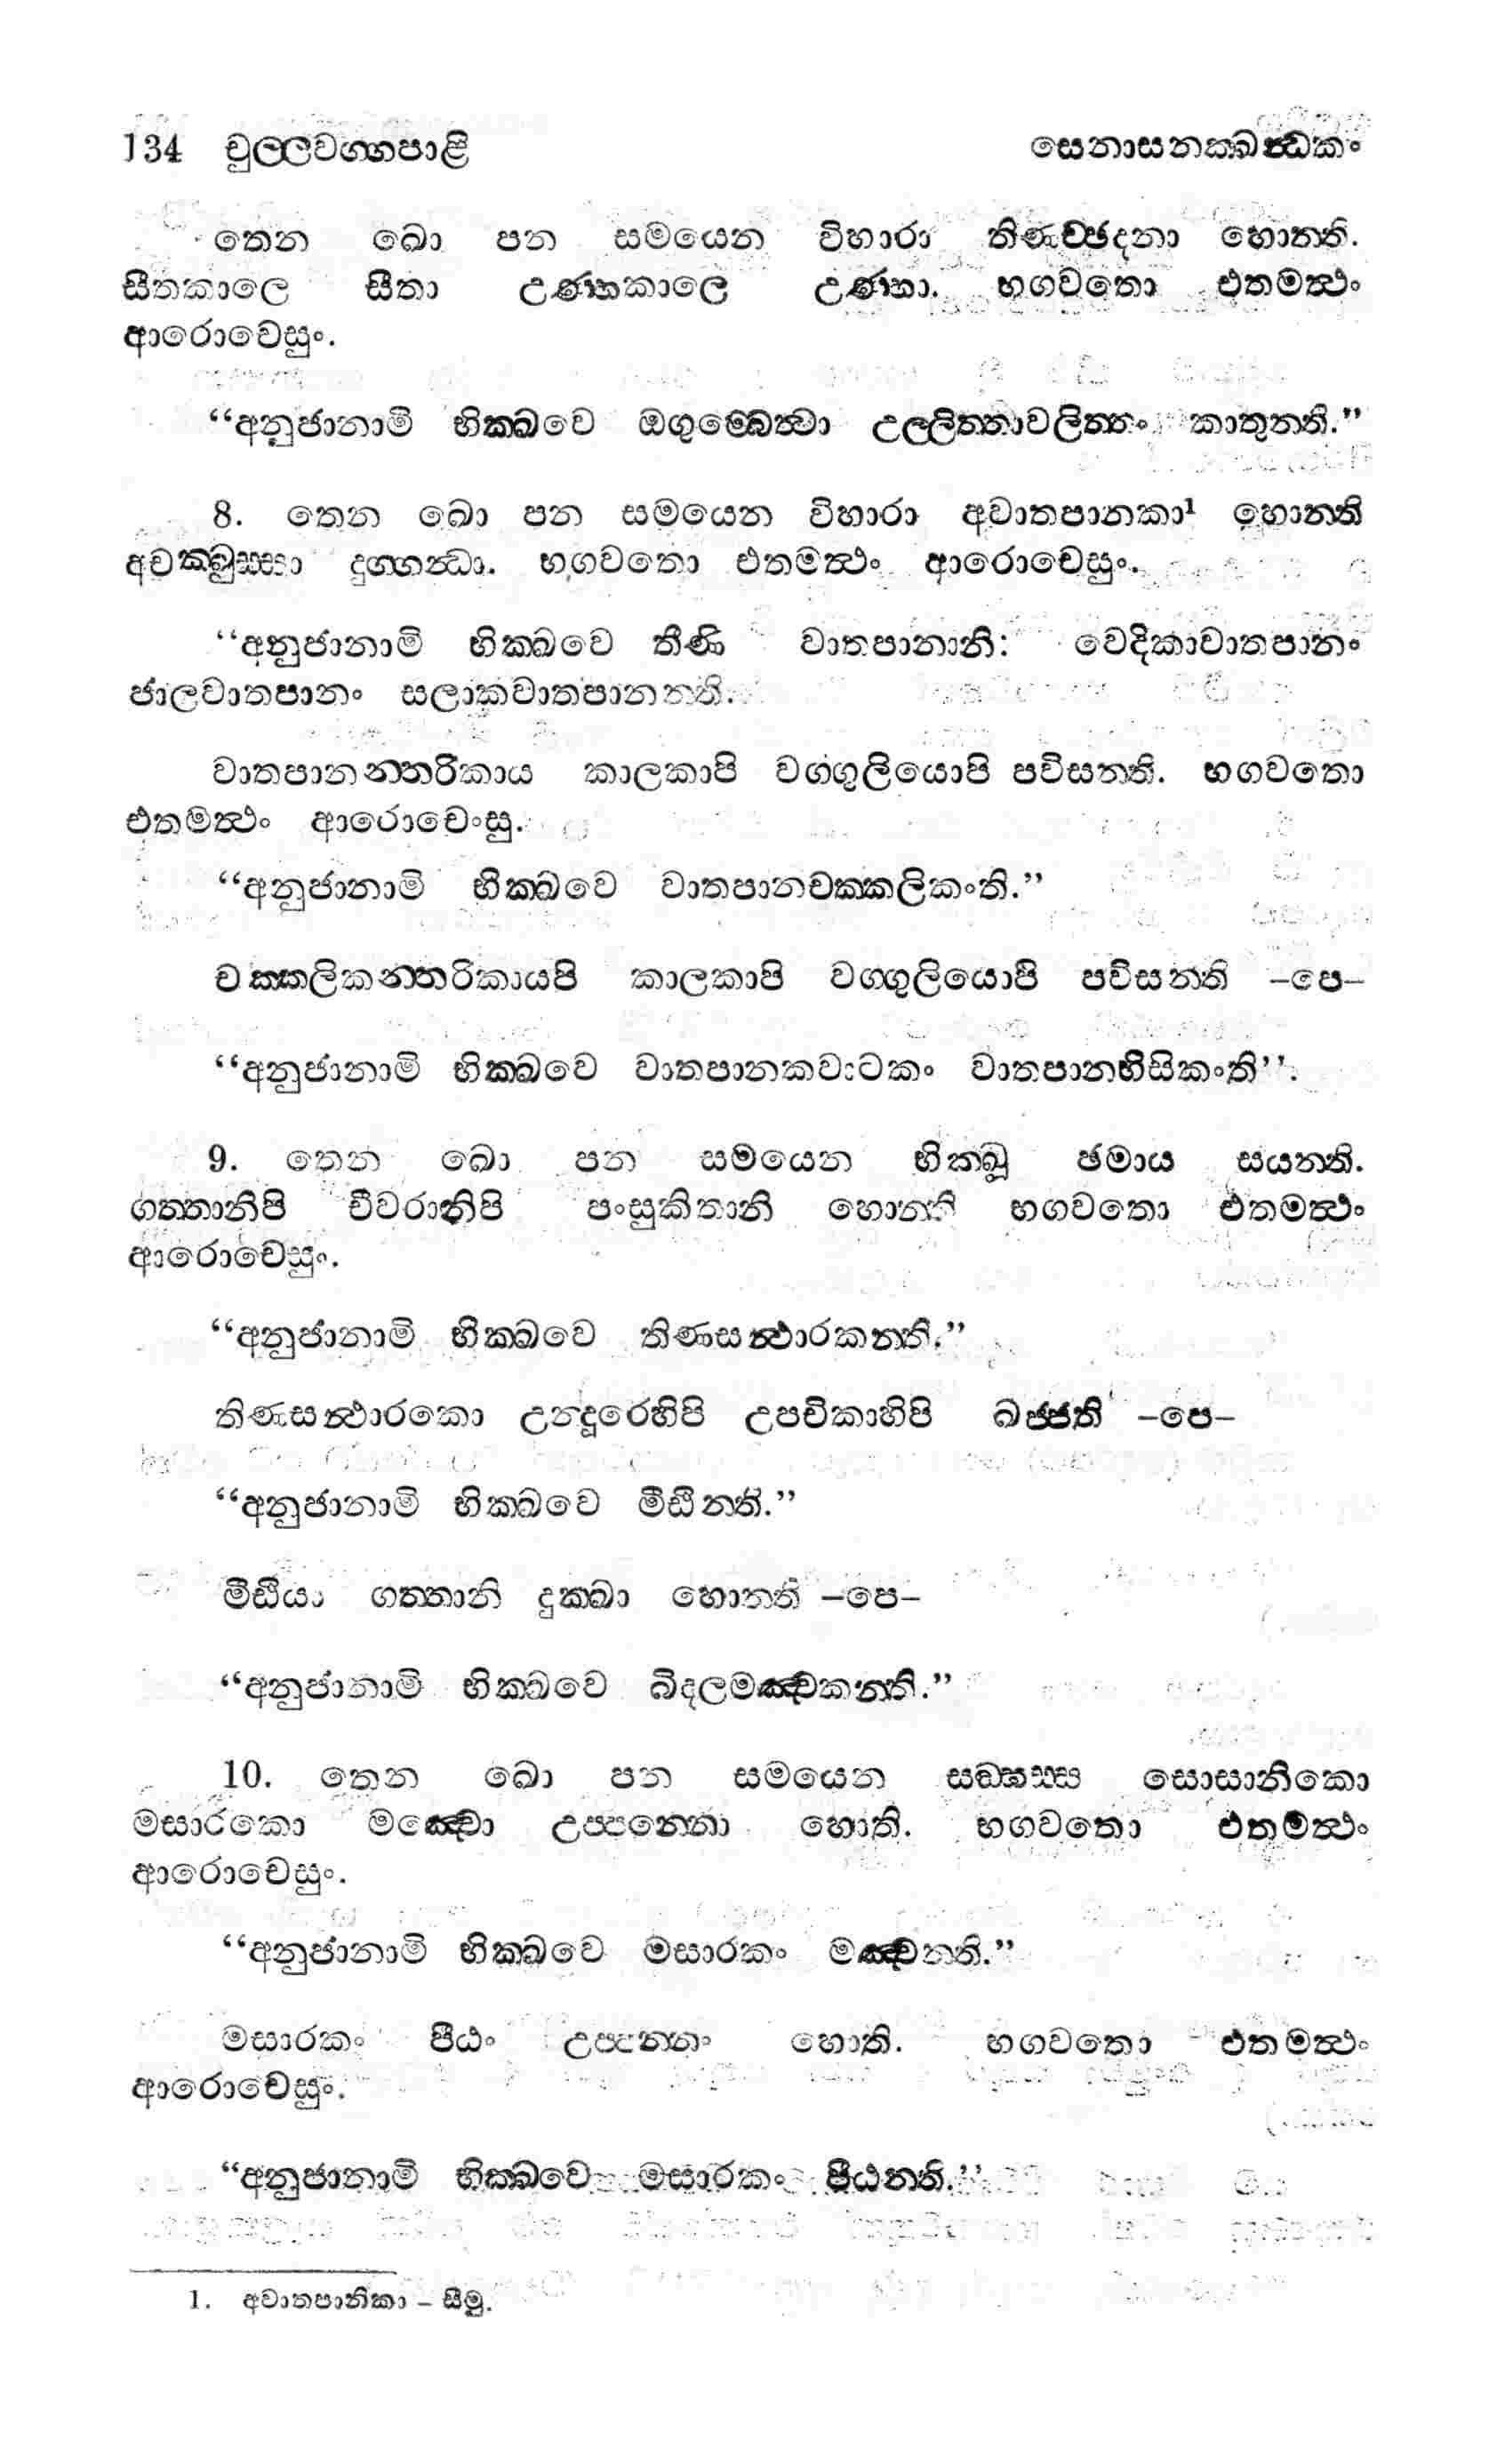 134 චුල්ලවග්ගපාළි සෙනාසනක්ඛන්ධකං
තෙන ඛො පන සමයෙන විහාරා තිණච්ඡදනා හොන්ති.
සීතකාලෙ සීතා උණ්හකාලෙ උණ්හා. භගවතො එතමත්ථං
ආරොචෙසුං.
“අනුජානාමි භික්ඛවෙ ඔගුම්බෙත්වා උල්ලිත්තාවලිත්තං කාතුන්ති.”
8. තෙන ඛො පන සමයෙන විහාරා අවාතපානකා¹ හොන්ති
අචක්ඛුස්සා දුග්ගන්ධා. භගවතො එතමත්ථං ආරොචෙසුං.
“අනුජානාමි භික්ඛවෙ තීණි වාතපානානි: වෙදිකාවාතපානං
ජාලවාතපානං සලාකවාතපානන්ති.
වාතපානන්තරිකාය කාලකාපි වග්ගුලියොපි පවිසන්ති. භගවතො
එතමත්ථං ආරොචෙංසු.
“අනුජානාමි භික්ඛවෙ වාතපානචක්කලිකංති.”
චක්කලිකන්තරිකායපි කාලකාපි වග්ගුලියොපි පවිසන්ති –පෙ–
“අනුජානාමි භික්ඛවෙ වාතපානකවාටකං වාතපානභිසිකංති”.
9. තෙන ඛො පන සමයෙන භික්ඛූ ඡමාය සයන්ති.
ගත්තානිපි චීවරානිපි පංසුකිතානි හොන්ති භගවතො එතමත්ථං
ආරොචෙසුං.
“අනුජානාමි භික්ඛවෙ තිණසන්ථාරකන්ති.”
තිණසන්ථාරකො උන්දූරෙහිපි උපචිකාහිපි ඛජ්ජති –පෙ–
“අනුජානාමි භික්ඛවෙ මීඪින්ති.”
මීඪියා ගත්තානි දුක්ඛා හොන්ති –පෙ–
“අනුජානාමි භික්ඛවෙ බිදලමඤ්චකන්ති.”
10. තෙන ඛො පන සමයෙන සඞ්ඝස්ස සොසානිකො
මසාරකො මඤ්චො උප්පන්නො හොති. භගවතො එතමත්ථං
ආරොචෙසුං.
“අනුජානාමි භික්ඛවෙ මසාරකං මඤ්චන්ති.”
මසාරකං පීඨං උප්පන්නං හොති. භගවතො එතමත්ථං
ආරොචෙසුං.
“අනුජානාමි භික්ඛවෙ මසාරකං පීඨන්ති.”
1. අවාතපානිකා – සීමු.